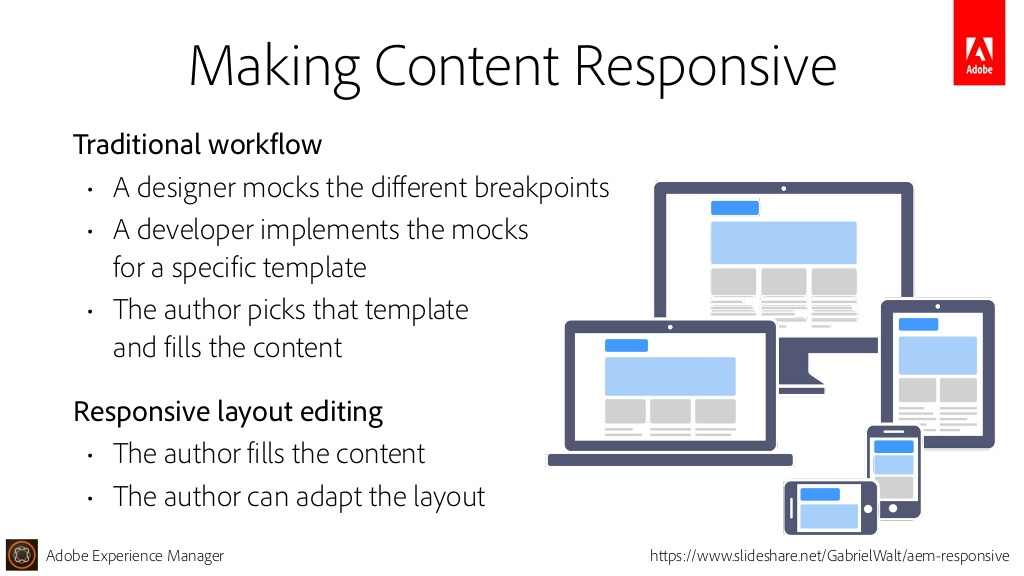 Making Content Responsive
Adobe
Traditional workflow
• A designer mocks the different breakpoints
• A developer implements the mocks
for a specific template
• The author picks that template
and fills the content
Responsive layout editing
• The author fills the content
• The author can adapt the layout
Adobe Experience Manager
https://www.slideshare.net/GabrielWalt/aem-responsive